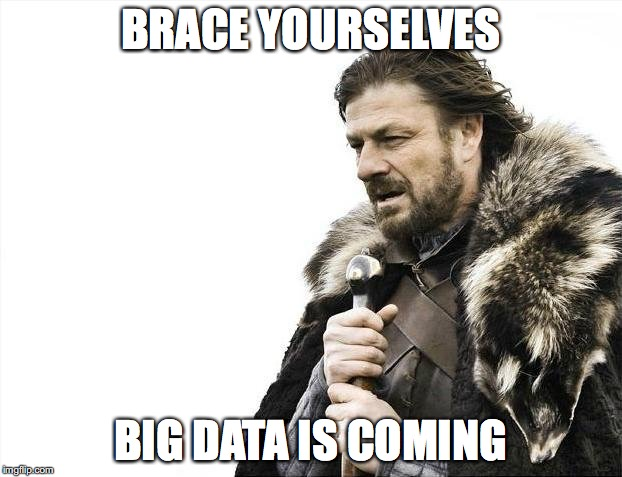 BRACE YOURSELVES
BIG DATA IS COMING
imgflip.com